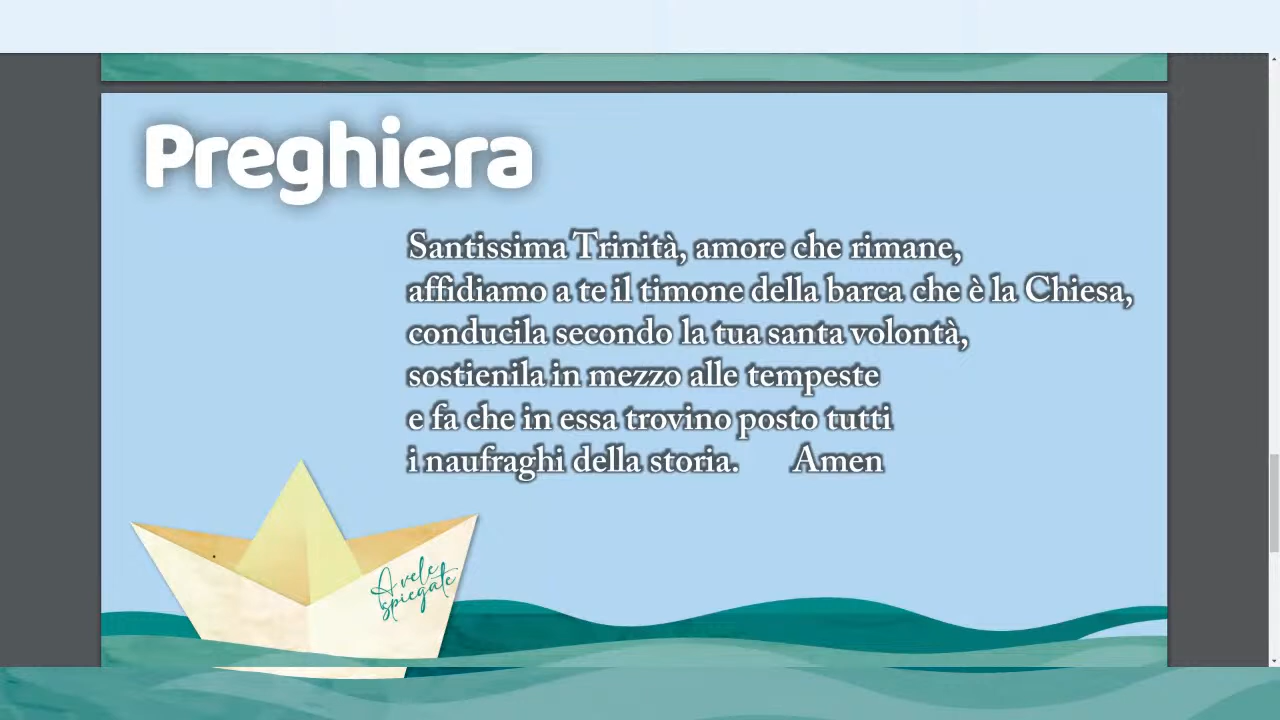 Preghiera
Santissima Trinità, amore che rimane,
affidiamo a te il timone della barca che è la Chiesa,
conducila secondo la tua santa volontà,
sostienila in mezzo alle tempeste
e fa che in essa trovino posto tutti
i naufraghi della storia. Amen
A vele
spiegate